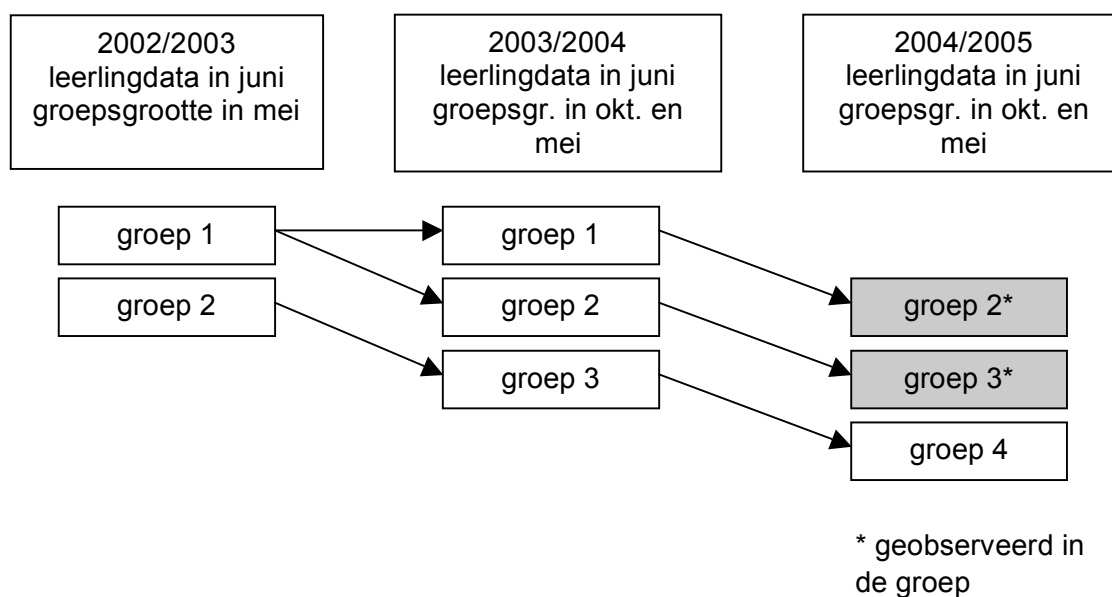 2002/2003
leerlingdata in juni
groepsgrootte in mei
2003/2004
leerlingdata in juni
groepsgr. in okt. en
mei
2004/2005
leerlingdata in juni
groepsgr. in okt. en
mei
groep 1
groep 2
groep 1
groep 2
groep 3
groep 2*
groep 3*
groep 4
* geobserveerd in
de groep